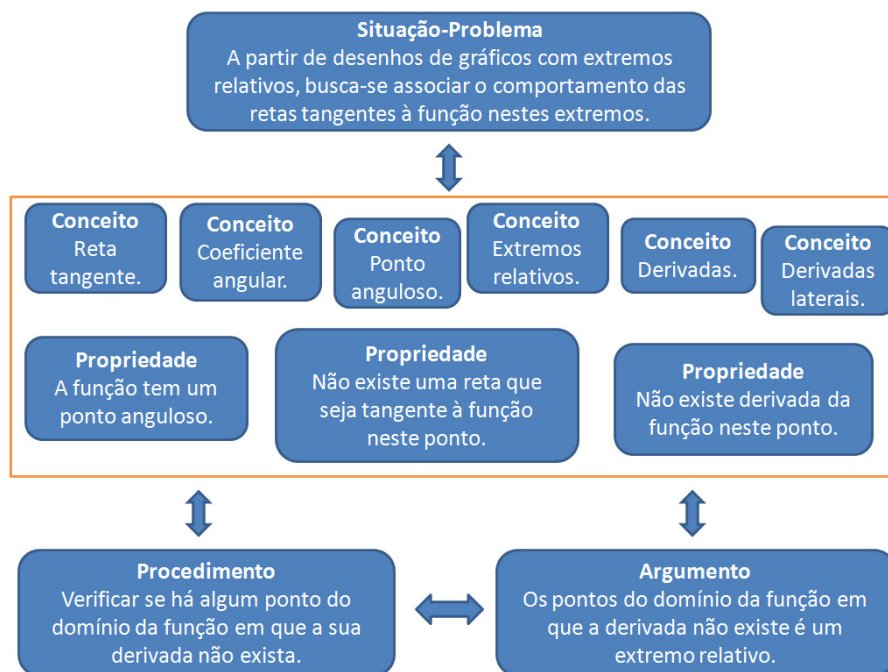 Situação-Problema
A partir de desenhos de gráficos com extremos
relativos, busca-se associar o comportamento das
retas tangentes à função nestes extremos.
Conceito
Reta
tangente.
Conceito
Coeficiente
angular.
Conceito
Ponto
anguloso.
Conceito
Extremos
relativos.
Conceito
Derivadas.
Conceito
Derivadas
laterais.
Propriedade
A função tem um
ponto anguloso.
Propriedade
Não existe uma reta que
seja tangente à função
neste ponto.
Propriedade
Não existe derivada da
função neste ponto.
Procedimento
Verificar se há algum ponto do
domínio da função em que a sua
derivada não exista.
Argumento
Os pontos do domínio da função em
que a derivada não existe é um
extremo relativo.